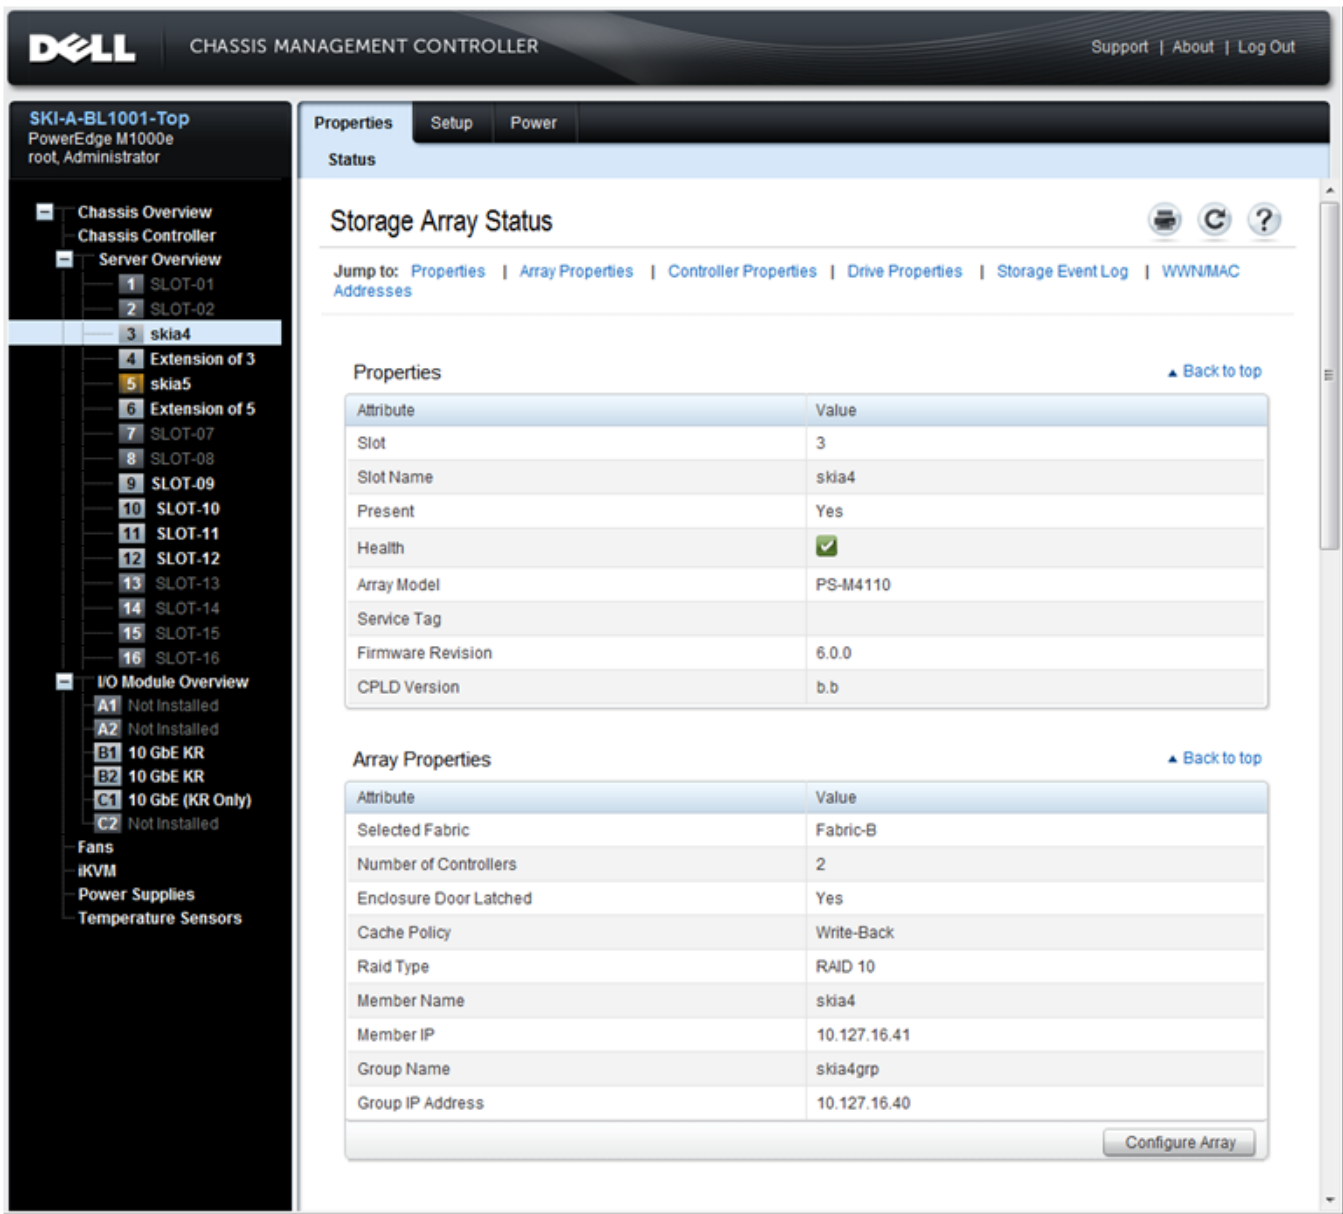 DELL
CHASSIS MANAGEMENT CONTROLLER
Support | About | Log Out
SKI-A-BL1001-Top
PowerEdge M1000e
root, Administrator
Chassis Overview
Chassis Controller
Server Overview
1 SLOT-01
2 SLOT-02
3 skia4
4 Extension of 3
5 skia5
6 Extension of 5
7 SLOT-07
8 SLOT-08
9 SLOT-09
10 SLOT-10
11 SLOT-11
12 SLOT-12
13 SLOT-13
14 SLOT-14
15 SLOT-15
16 SLOT-16
I/O Module Overview
A1 Not Installed
A2 Not Installed
B1 10 GbE KR
B2 10 GbE KR
C1 10 GbE (KR Only)
C2 Not Installed
Fans
iKVM
Power Supplies
Temperature Sensors
Properties Setup Power
Status
Storage Array Status
Jump to: Properties | Array Properties | Controller Properties | Drive Properties | Storage Event Log | WWN/MAC
Addresses
Properties Back to top
Attribute Value
Slot 3
Slot Name skia4
Present Yes
Health
Array Model PS-M4110
Service Tag
Firmware Revision 6.0.0
CPLD Version b.b
Array Properties Back to top
Attribute Value
Selected Fabric Fabric-B
Number of Controllers 2
Enclosure Door Latched Yes
Cache Policy Write-Back
Raid Type RAID 10
Member Name skia4
Member IP 10.127.16.41
Group Name skia4grp
Group IP Address 10.127.16.40
Configure Array